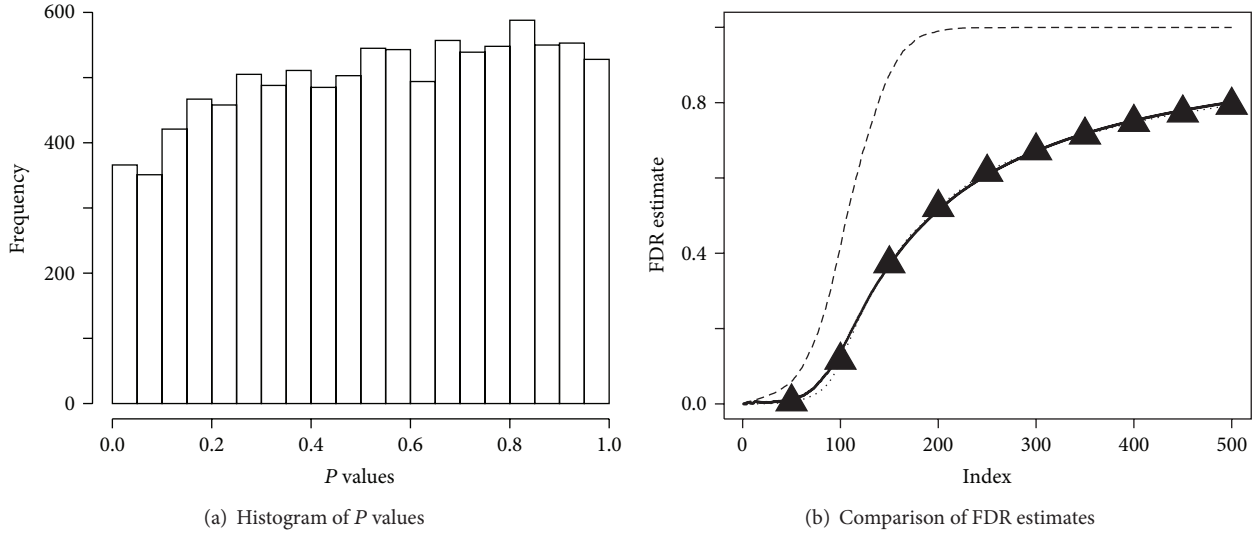 600
400
200
0
Frequency
0.0 0.2 0.4 0.6 0.8 1.0
P values
(a) Histogram of P values
0.8
0.4
0.0
FDR estimate
0 100 200 300 400 500
Index
(b) Comparison of FDR estimates